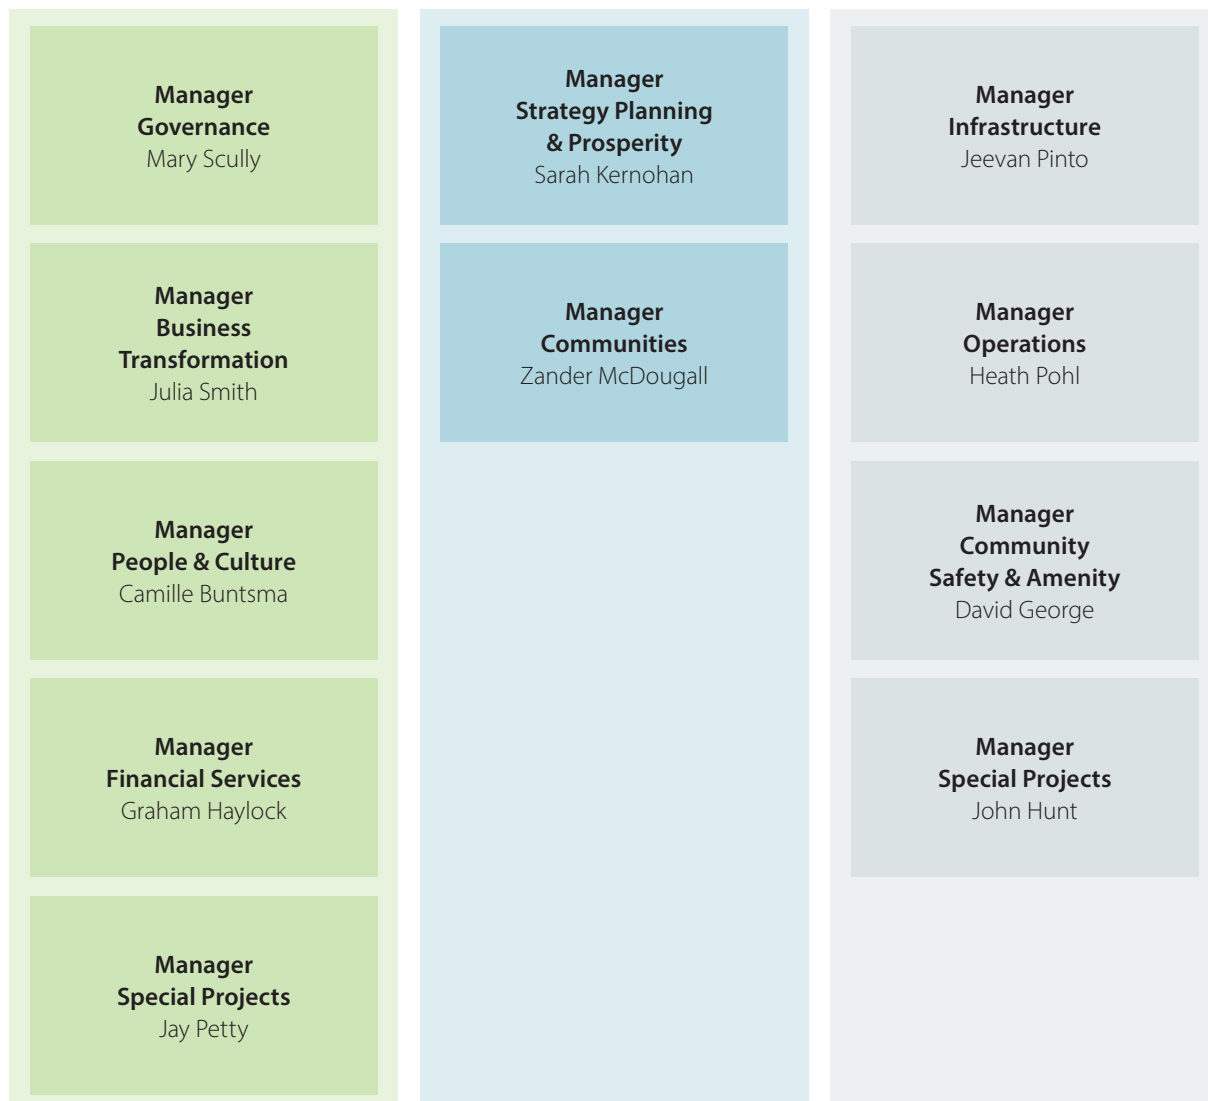 Manager
Governance
Mary Scully
Manager
Business
Transformation
Julia Smith
Manager
People & Culture
Camille Buntsma
Manager
Financial Services
Graham Haylock
Manager
Special Projects
Jay Petty
Manager
Strategy Planning
& Prosperity
Sarah Kernohan
Manager
Communities
Zander McDougall
Manager
Infrastructure
Jeevan Pinto
Manager
Operations
Heath Pohl
Manager
Community
Safety & Amenity
David George
Manager
Special Projects
John Hunt